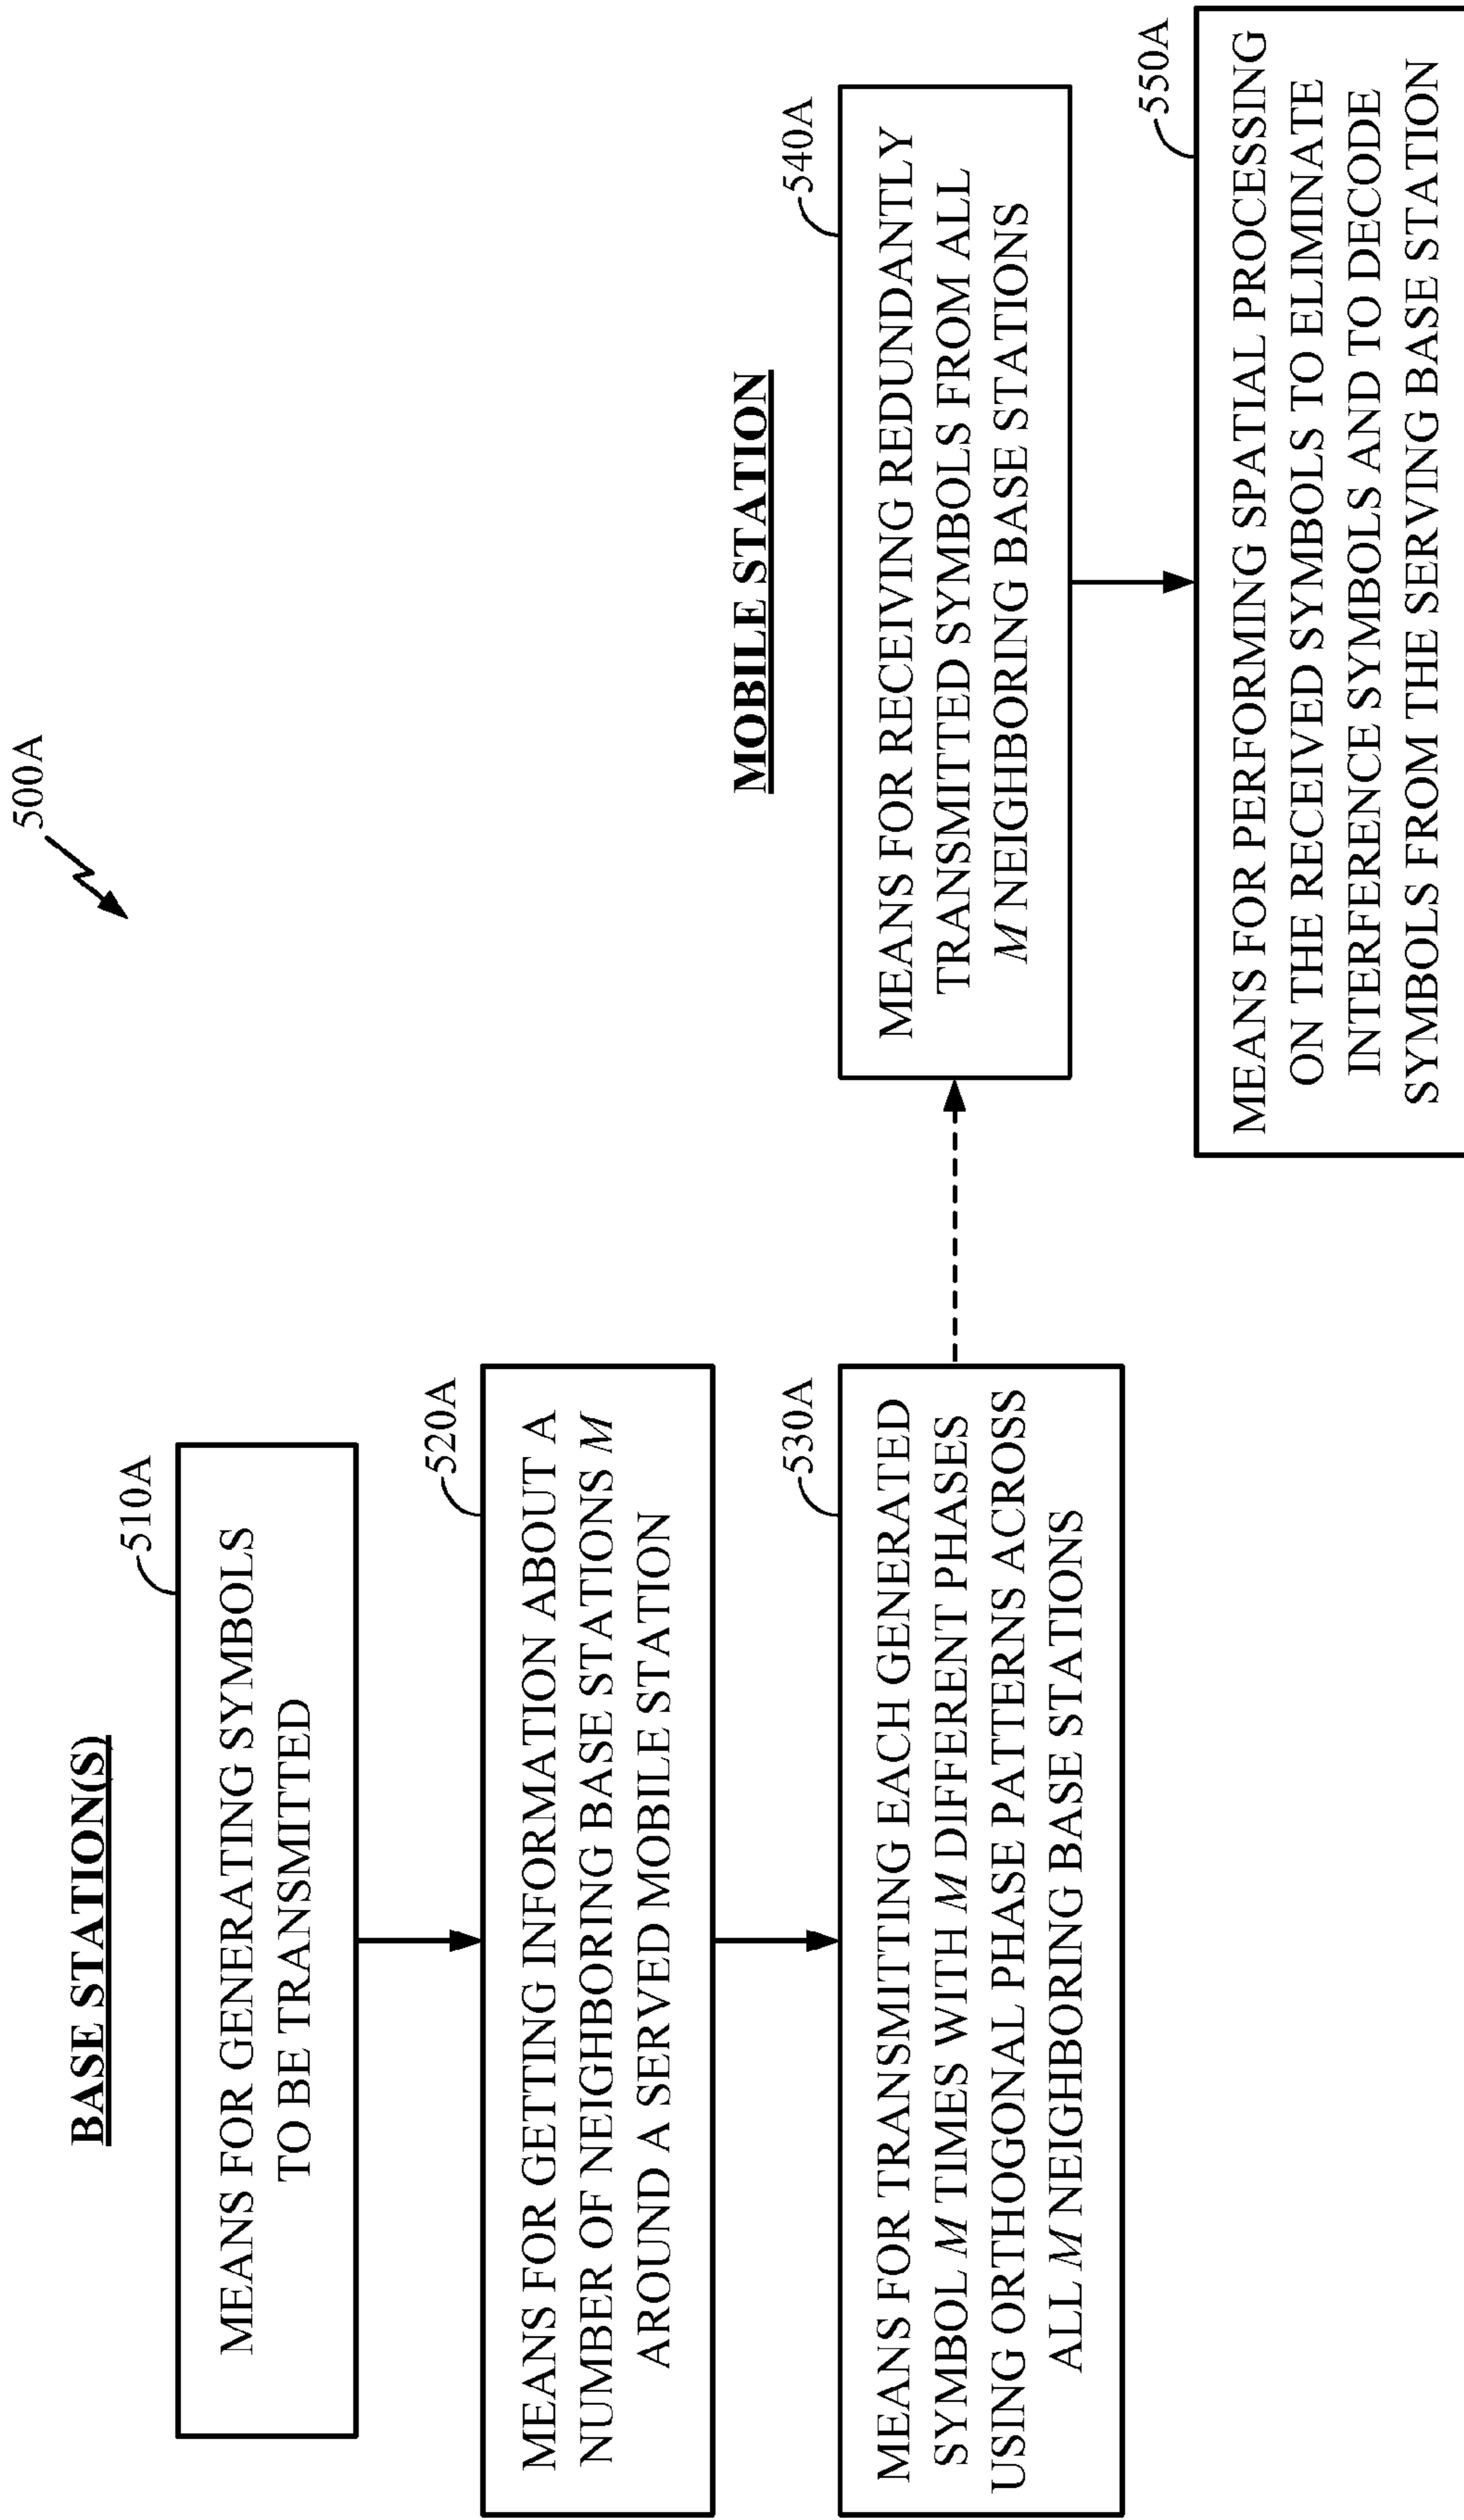 500A
BASE STATION(S)
510A
MEANS FOR GENERATING SYMBOLS
TO BE TRANSMITTED
520A
MEANS FOR GETTING INFORMATION ABOUT A
NUMBER OF NEIGHBORING BASE STATIONS M
AROUND A SERVED MOBILE STATION
530A
MEANS FOR TRANSMITTING EACH GENERATED
SYMBOL M TIMES WITH M DIFFERENT PHASES
USING ORTHOGONAL PHASE PATTERNS ACROSS
ALL M NEIGHBORING BASE STATIONS
MOBILE STATION
540A
MEANS FOR RECEIVING REDUNDANTLY
TRANSMITTED SYMBOLS FROM ALL
M NEIGHBORING BASE STATIONS
550A
MEANS FOR PERFORMING SPATIAL PROCESSING
ON THE RECEIVED SYMBOLS TO ELIMINATE
INTERFERENCE SYMBOLS AND TO DECODE
SYMBOLS FROM THE SERVING BASE STATION